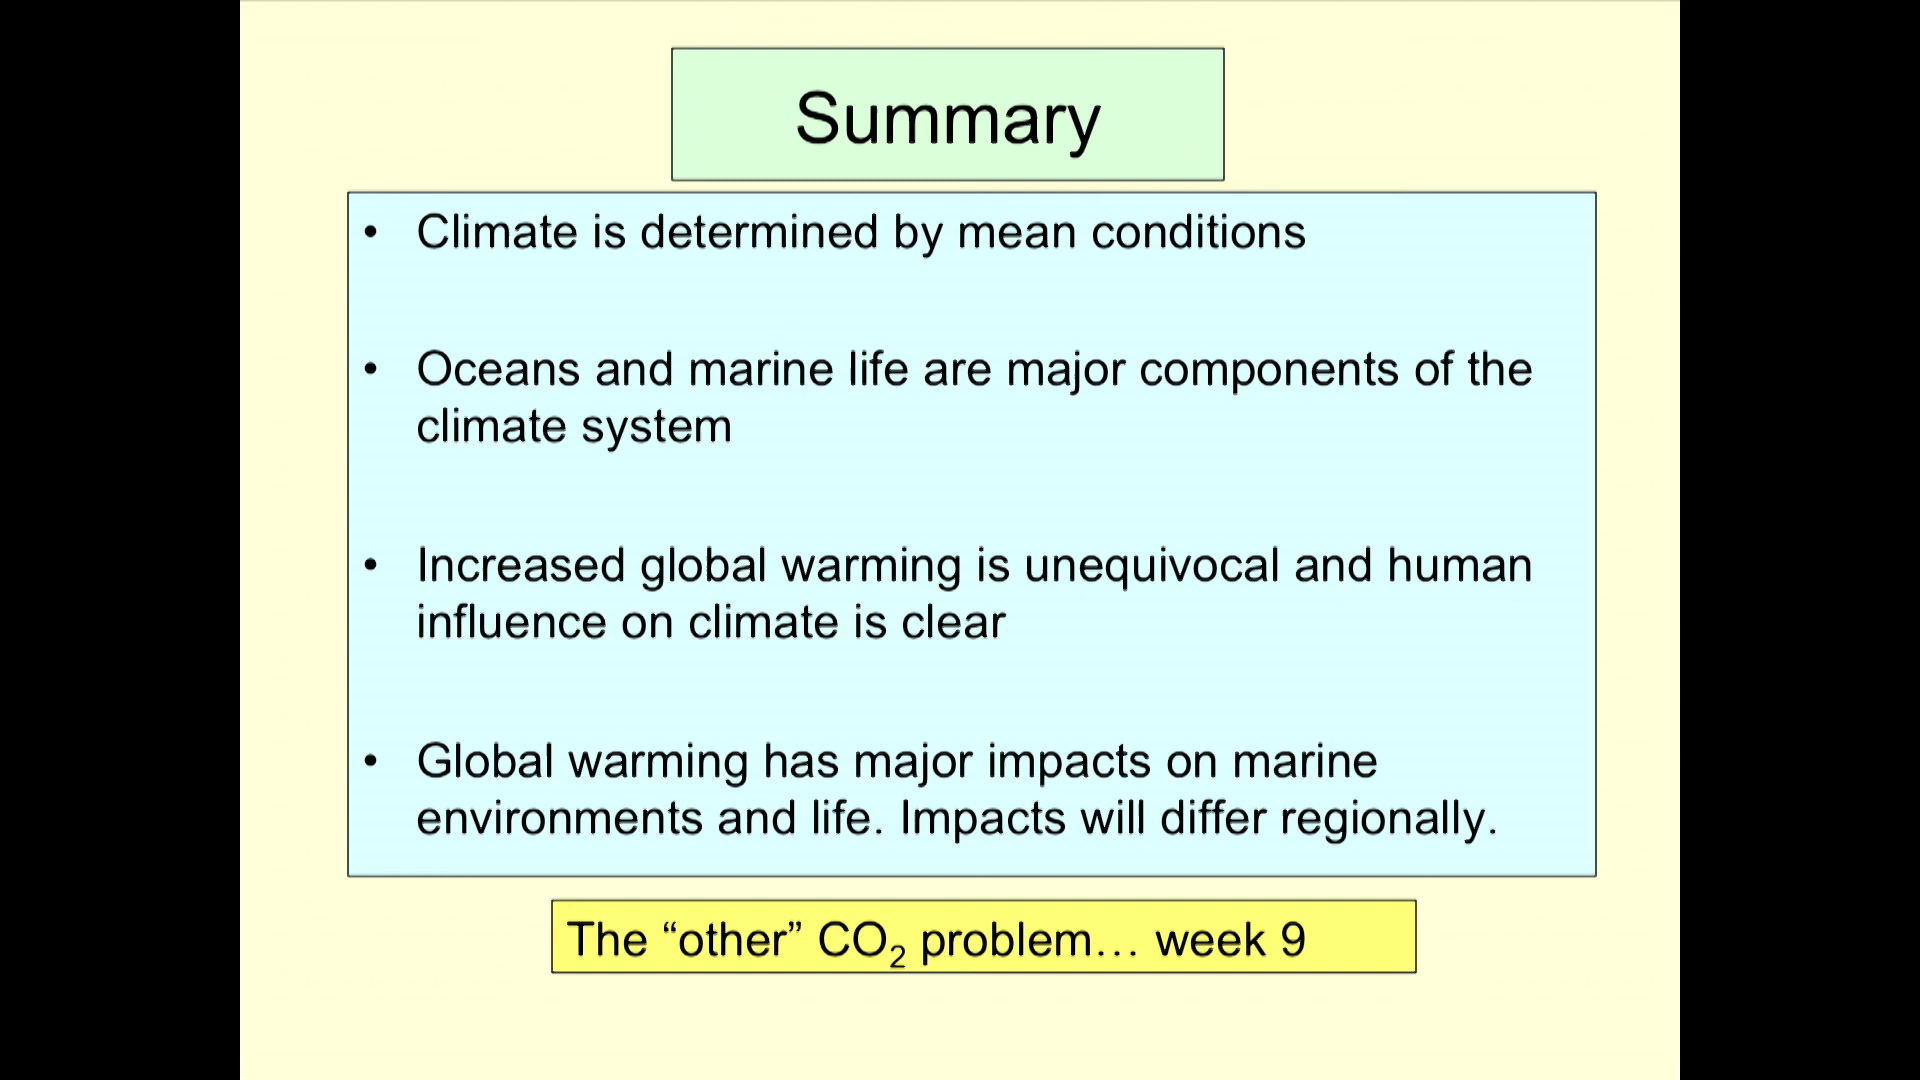 Summary
• Climate is determined by mean conditions
• Oceans and marine life are major components of the
climate system
• Increased global warming is unequivocal and human
influence on climate is clear
• Global warming has major impacts on marine
environments and life. Impacts will differ regionally.
The “other” CO₂ problem… week 9